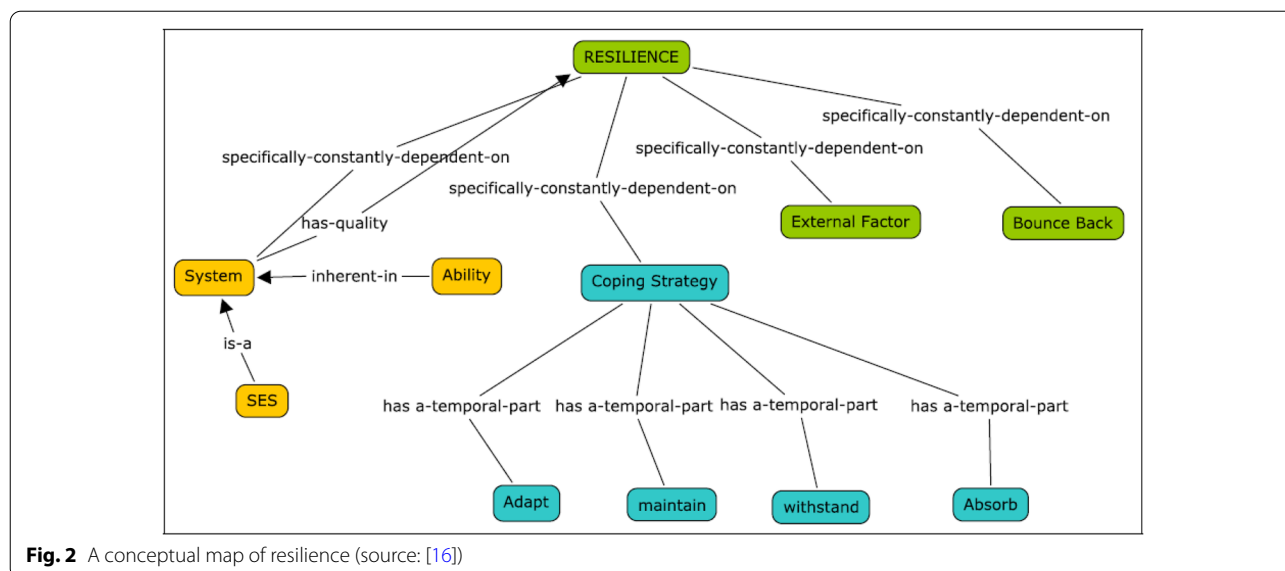 RESILIENCE
specifically-constantly-dependent-on
specifically-constantly-dependent-on
specifically-constantly-dependent-on
specifically-constantly-dependent-on
has-quality
External Factor
Bounce Back
System
inherent-in
Ability
Coping Strategy
is-a
SES
has a-temporal-part
has a-temporal-part
has a-temporal-part
has a-temporal-part
Adapt
maintain
withstand
Absorb
Fig. 2 A conceptual map of resilience (source: [16])